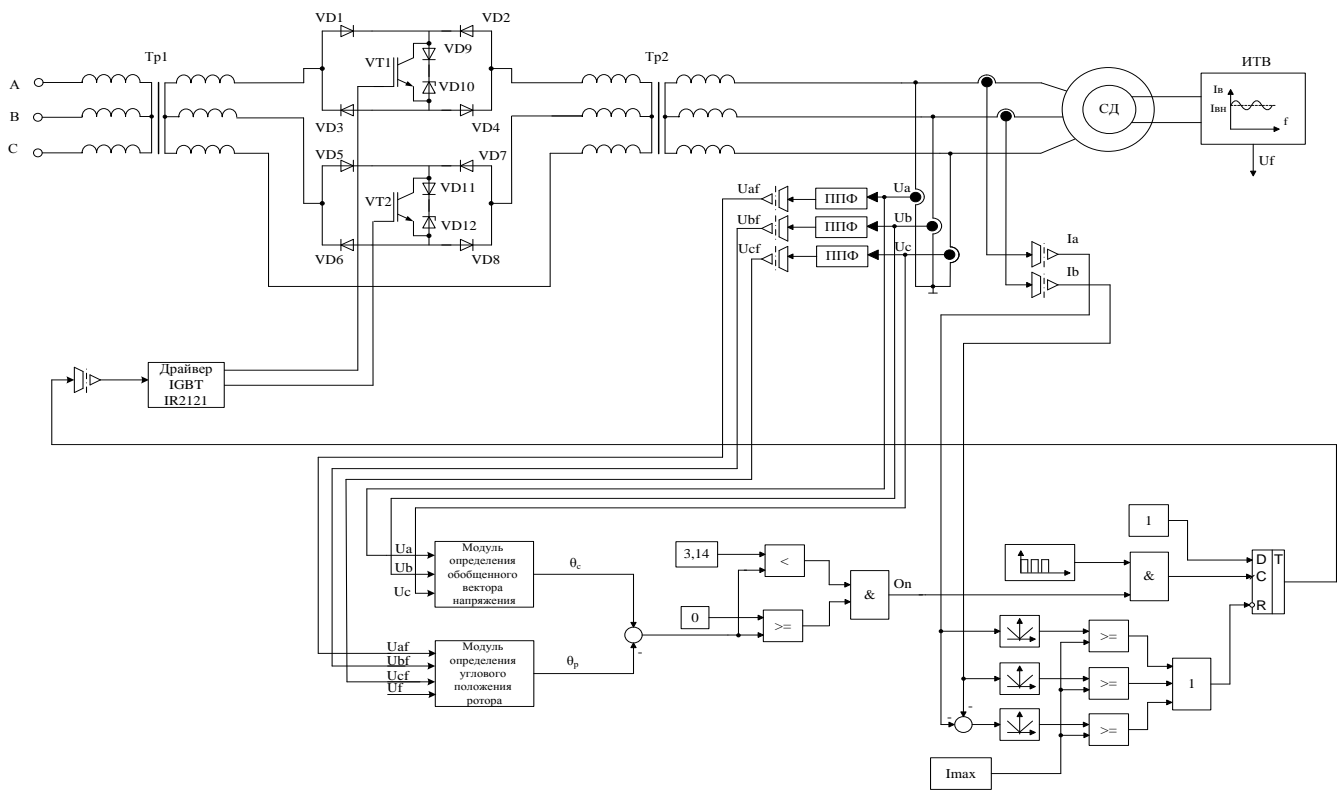 VD1
VD2
Тр1
VT1
VD9
VD10
VD3
VD4
A
B
C
VD5
VD7
VT2
VD11
VD12
VD6
VD8
Тр2
СД
ИТВ
Iв
Iвн
f
Uf
Uaf
ППФ
Ua
Ubf
ППФ
Ub
Ucf
ППФ
Uc
Ia
Ib
Драйвер
IGBT
IR2121
Ua
Ub
Uc
Модуль
определения
обобщенного
вектора
напряжения
θc
Uaf
Ubf
Ucf
Uf
Модуль
определения
углового
положения
ротора
θр
-
3,14
<
0
>=
&
On
1
&
D T
C
R
>=
>=
>=
1
-
-
Imax